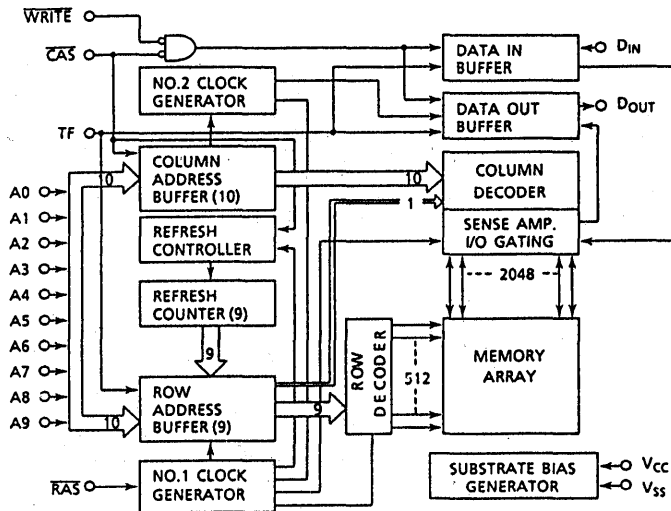 WRITE
CAS
TF
A0
A1
A2
A3
A4
A5
A6
A7
A8
A9
RAS
NO.2 CLOCK
GENERATOR
COLUMN
ADDRESS
BUFFER (10)
REFRESH
CONTROLLER
REFRESH
COUNTER (9)
9
ROW
ADDRESS
BUFFER (9)
NO.1 CLOCK
GENERATOR
10
10
10
1
9
ROW
DECODER
512
DATA IN
BUFFER
DIN
DATA OUT
BUFFER
DOUT
COLUMN
DECODER
SENSE AMP.
I/O GATING
2048
MEMORY
ARRAY
SUBSTRATE BIAS
GENERATOR
VCC
VSS